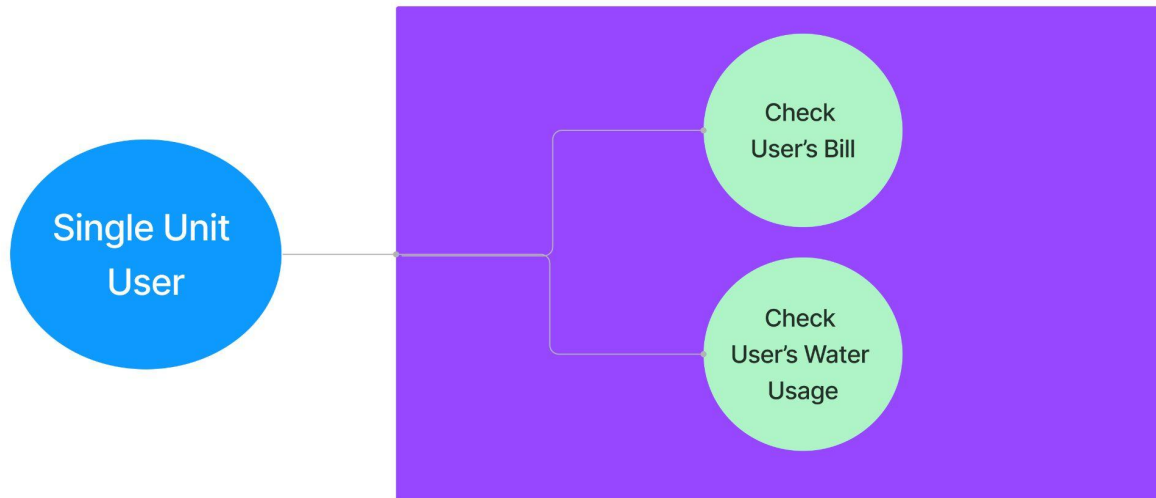 Single Unit
User
Check
User’s Bill
Check
User’s Water
Usage